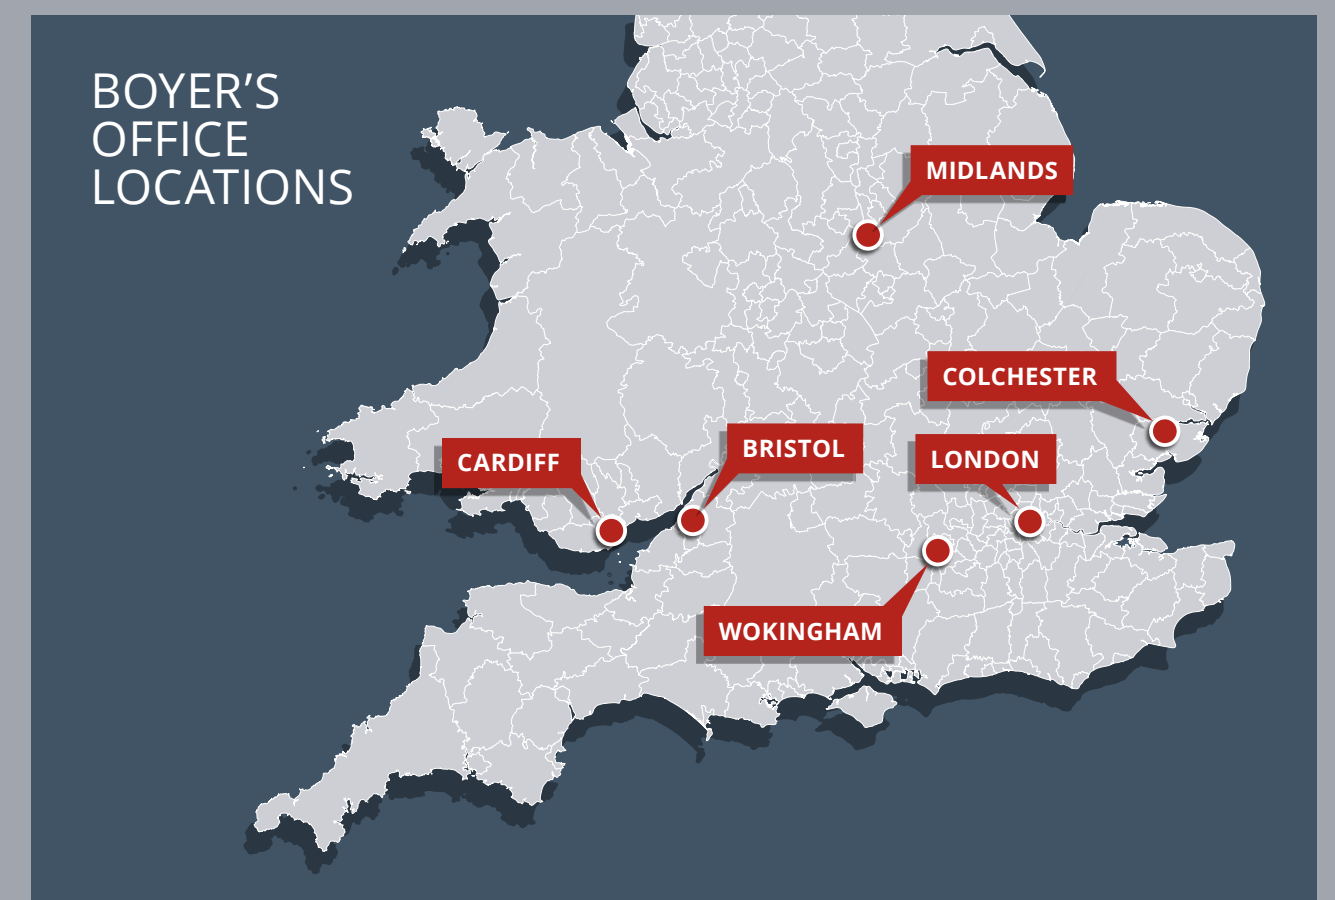 BOYER’S
OFFICE
LOCATIONS
MIDLANDS
COLCHESTER
BRISTOL
LONDON
CARDIFF
WOKINGHAM